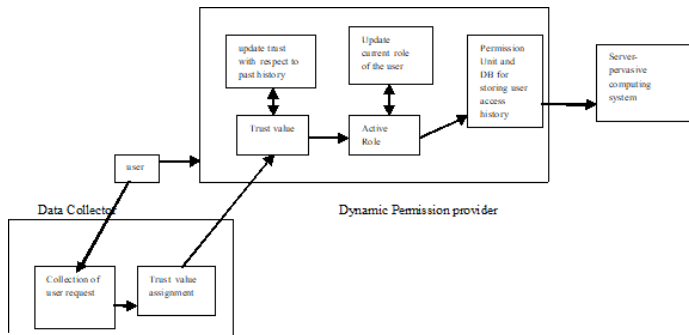 update trust
with respect to
past history
Update
current role
of the user
Permission
Unit and
DB for
storing user
access
history
Server-
pervasive
computing
system
Trust value
Active
Role
user
Data Collector
Dynamic Permission provider
Collection of
user request
Trust value
assignment